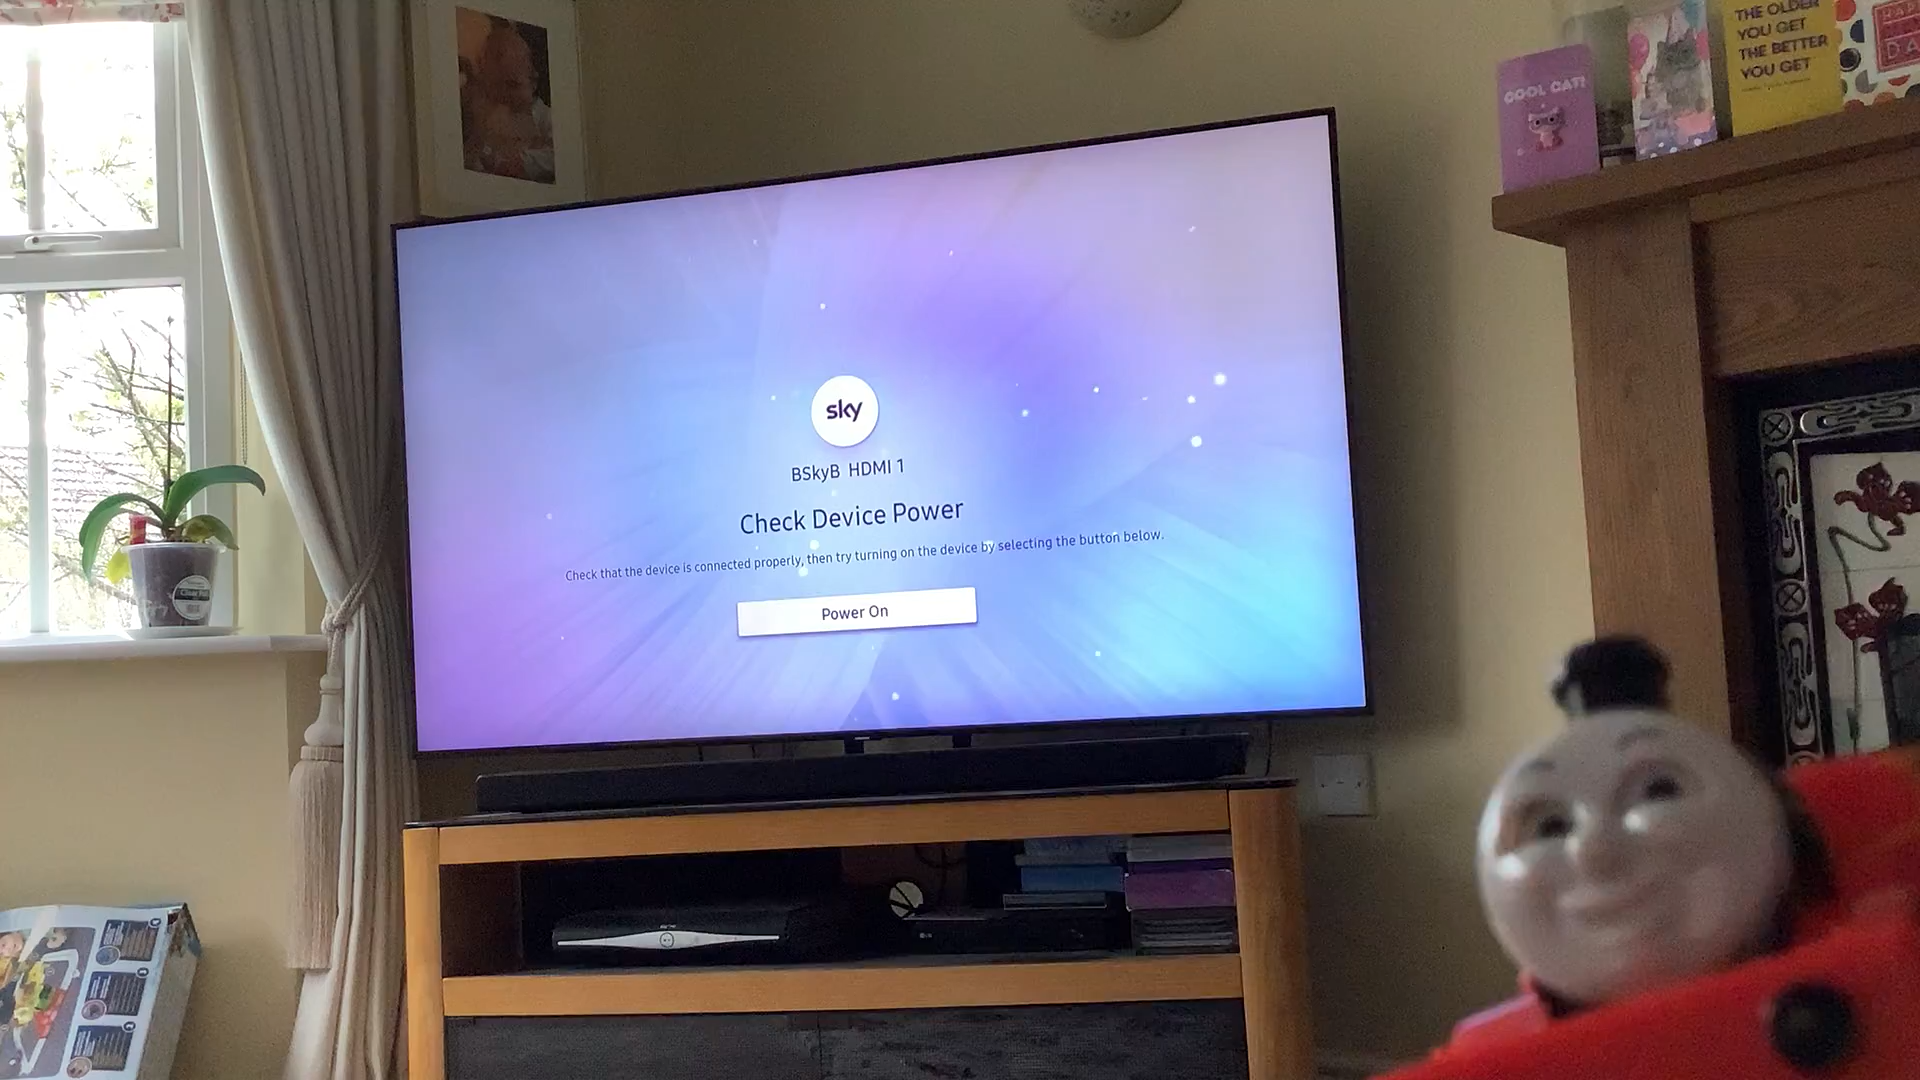 THE OLDER
YOU GET
THE BETTER
YOU GET
COOL CAT!
sky
BSkyB HDMI 1
Check Device Power
Check that the device is connected properly, then try turning on the device by selecting the button below.
Power On
LG